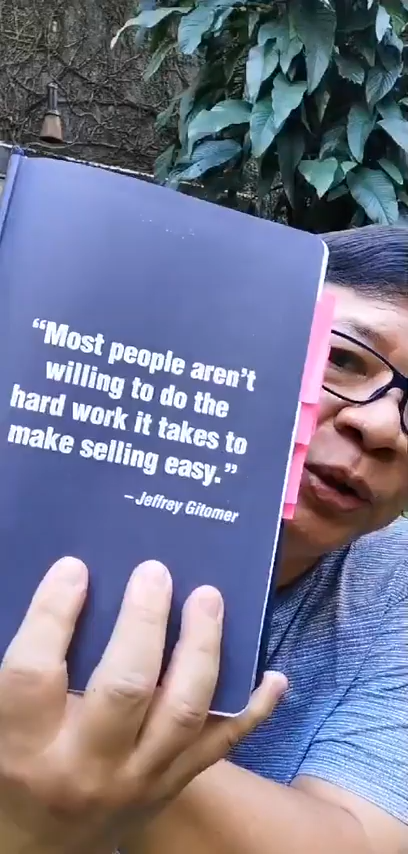 “Most people aren’t
willing to do the
hard work it takes to
make selling easy.”
– Jeffrey Gitomer